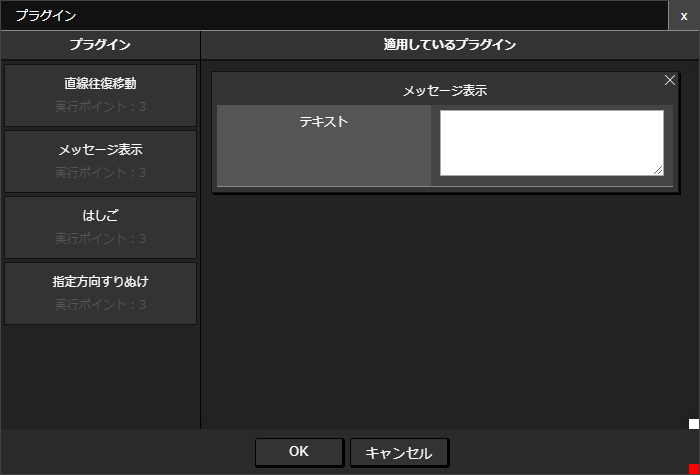 プラグイン
x
プラグイン
適用しているプラグイン
直線往復移動
実行ポイント：3
メッセージ表示
実行ポイント：3
はしご
実行ポイント：3
指定方向すりぬけ
実行ポイント：3
メッセージ表示
テキスト
OK
キャンセル